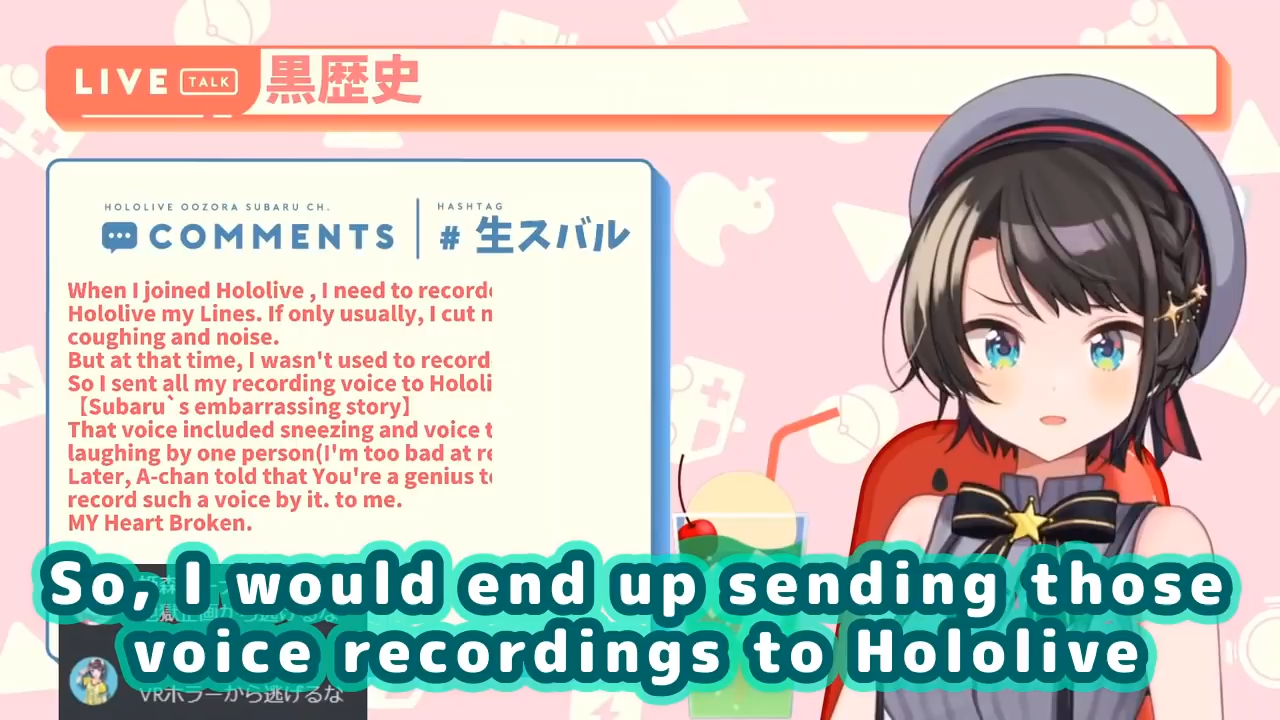 LIVE TALK 黒歴史
HOLOLIVE OOZORA SUBARU CH.
COMMENTS
HASHTAG
# 生スバル
When I joined Hololive , I need to recorde
Hololive my Lines. If only usually, I cut n
coughing and noise.
But at that time, I wasn't used to record
So I sent all my recording voice to Hololi
【Subaru`s embarrassing story】
That voice included sneezing and voice t
laughing by one person(I'm too bad at re
Later, A-chan told that You're a genius to
record such a voice by it. to me.
MY Heart Broken.
So, I would end up sending those
voice recordings to Hololive
VRホラーから逃げるな